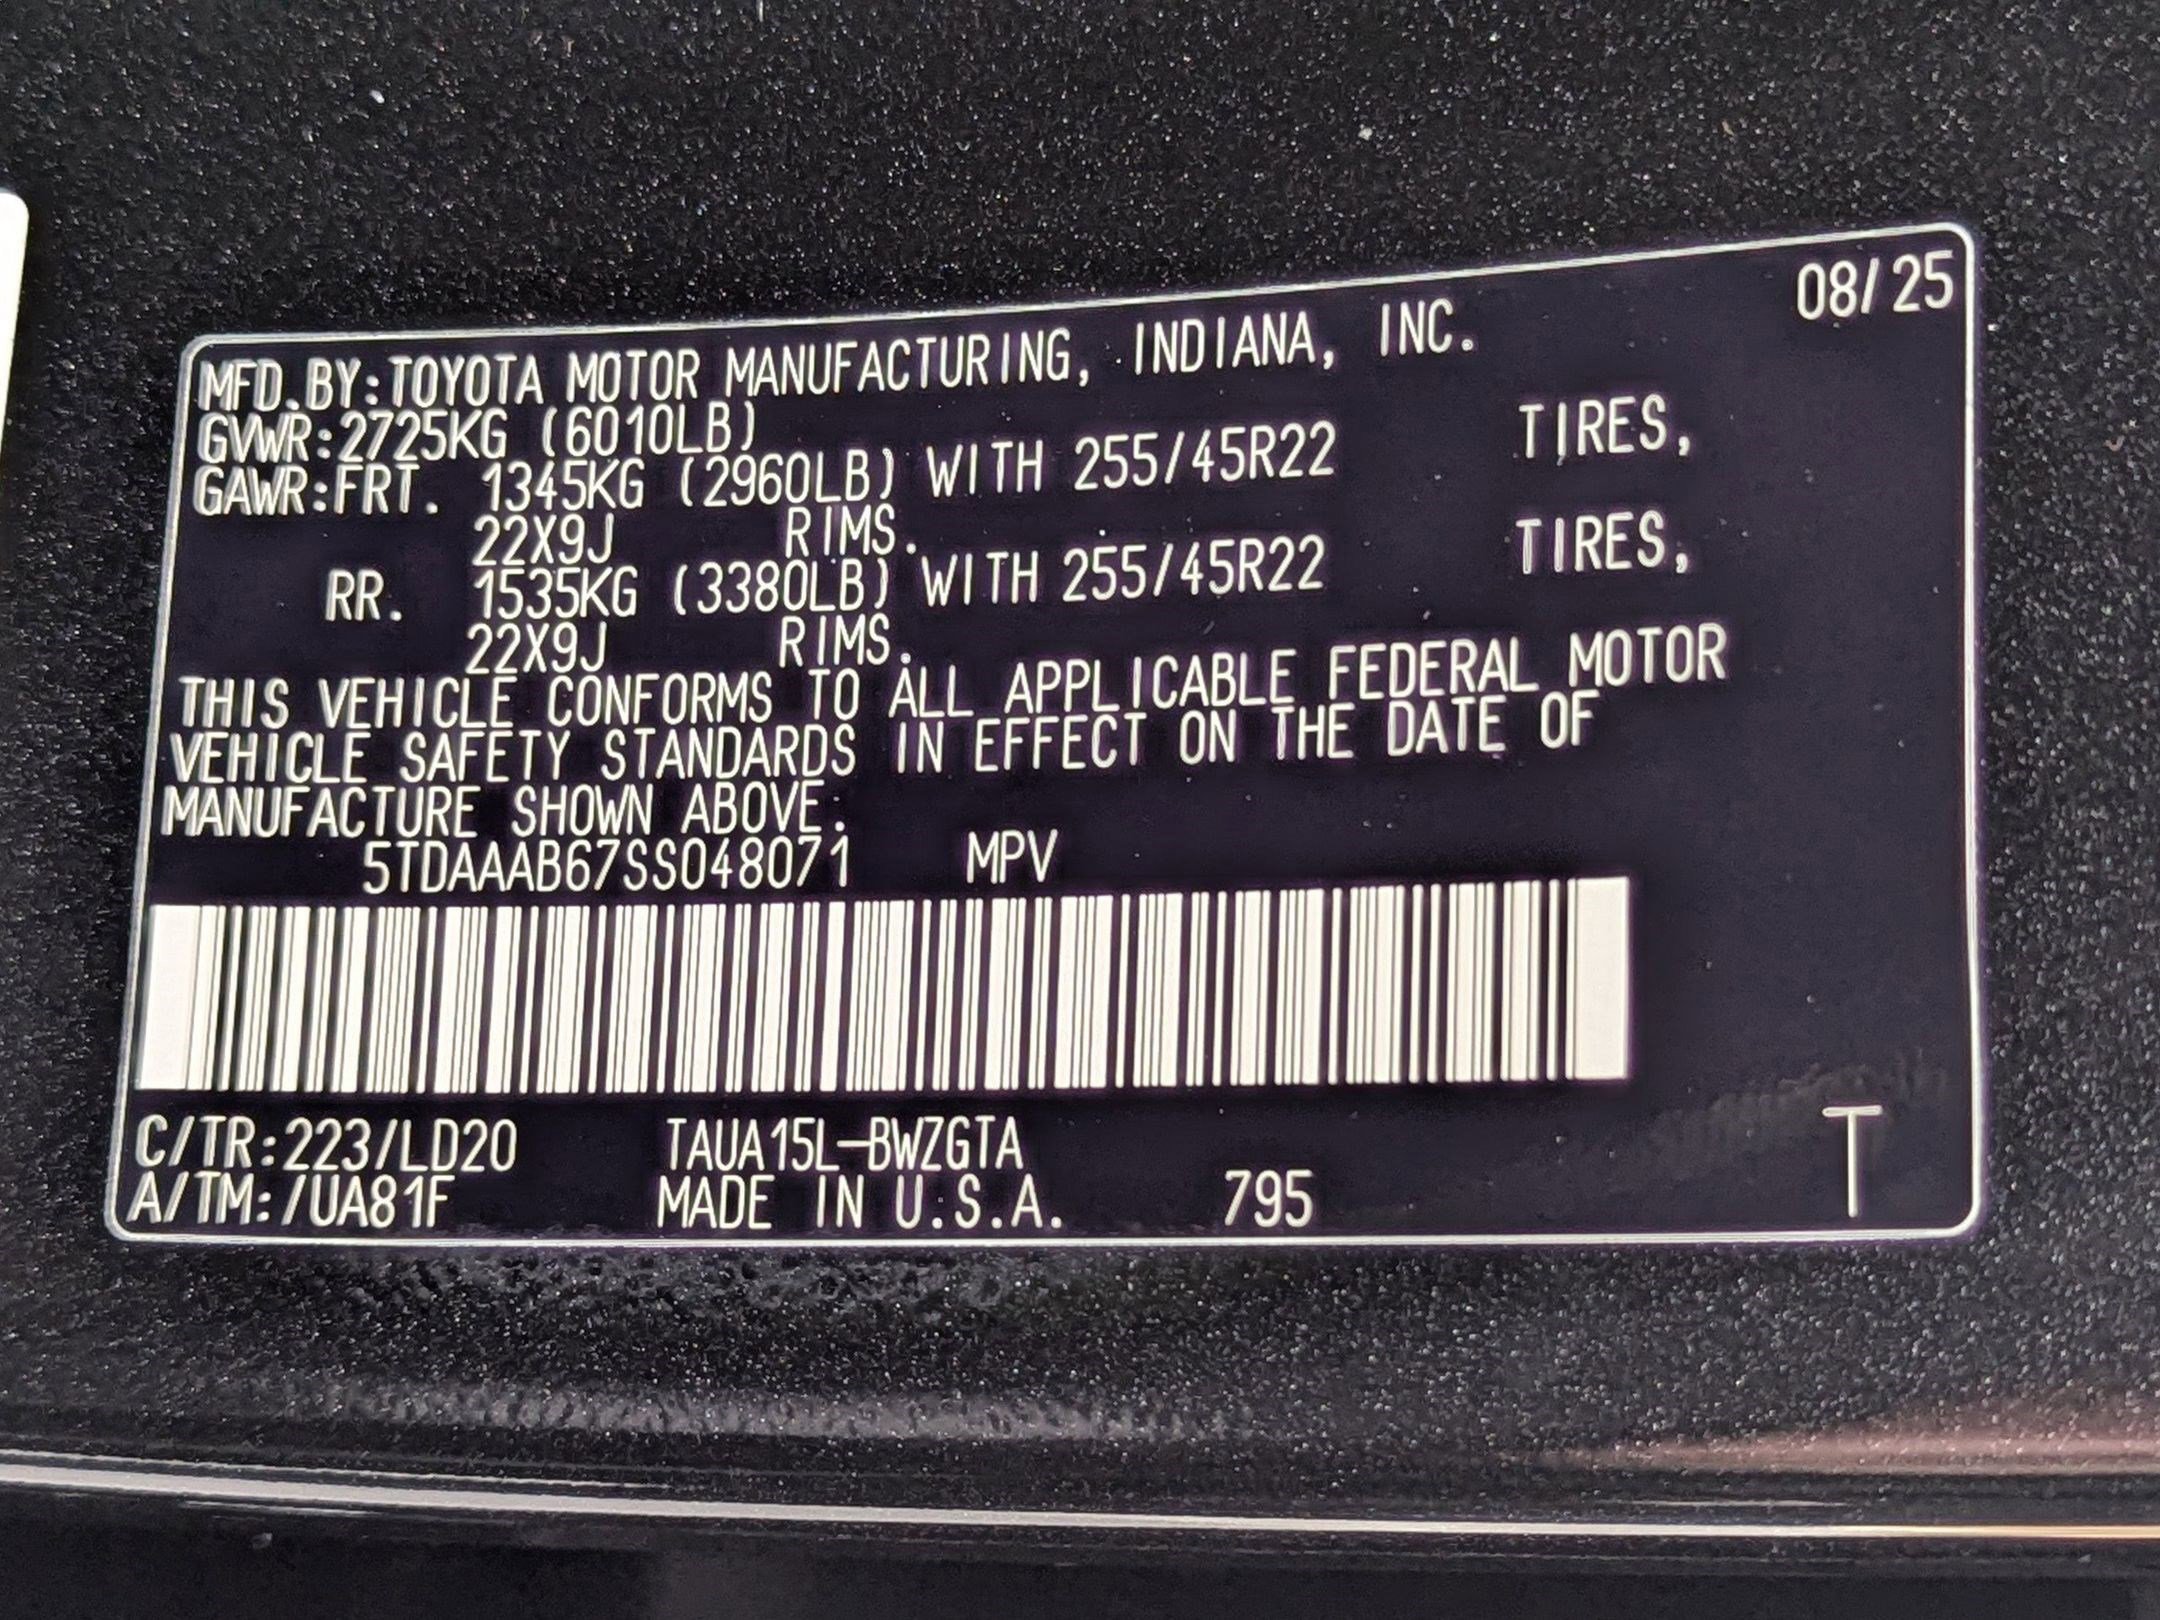 08/25
MFD.BY:TOYOTA MOTOR MANUFACTURING, INDIANA, INC.
GVWR:2725KG (6010LB)
GAWR:FRT. 1345KG (2960LB) WITH 255/45R22 TIRES,
22X9J RIMS.
RR. 1535KG (3380LB) WITH 255/45R22 TIRES,
22X9J RIMS.
THIS VEHICLE CONFORMS TO ALL APPLICABLE FEDERAL MOTOR
VEHICLE SAFETY STANDARDS IN EFFECT ON THE DATE OF
MANUFACTURE SHOWN ABOVE.
5TDAAAB67SS048071 MPV
C/TR:223/LD20 TAUA15L-BWZGTA
A/TM:/UA81F MADE IN U.S.A. 795 T